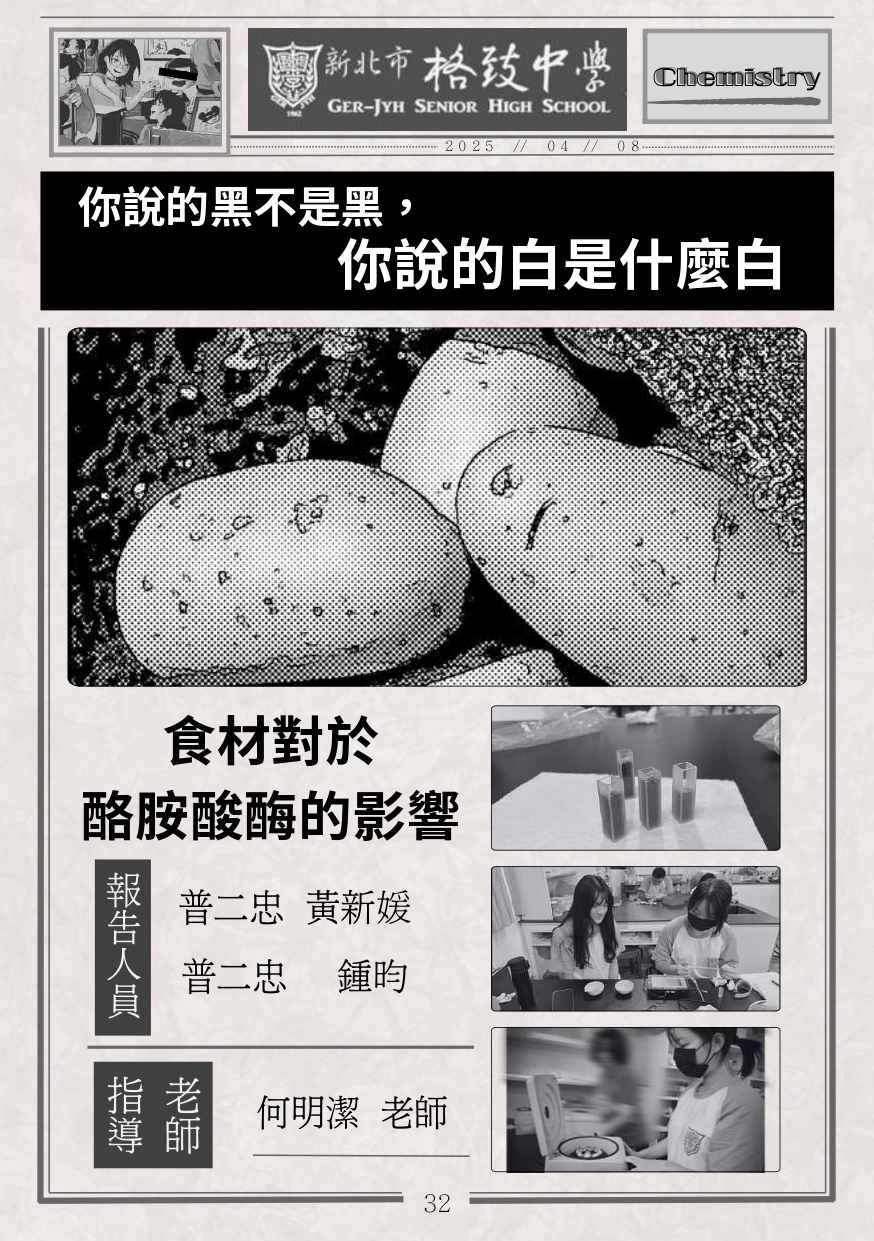 新北市 格致中學
GER-JYH SENIOR HIGH SCHOOL
1962
Chemistry
2025 // 04 // 08
你說的黑不是黑，
你說的白是什麼白
食材對於
酪胺酸酶的影響
報告人員
普二忠 黃新媛
普二忠 鍾昀
指導老師
何明潔 老師
32